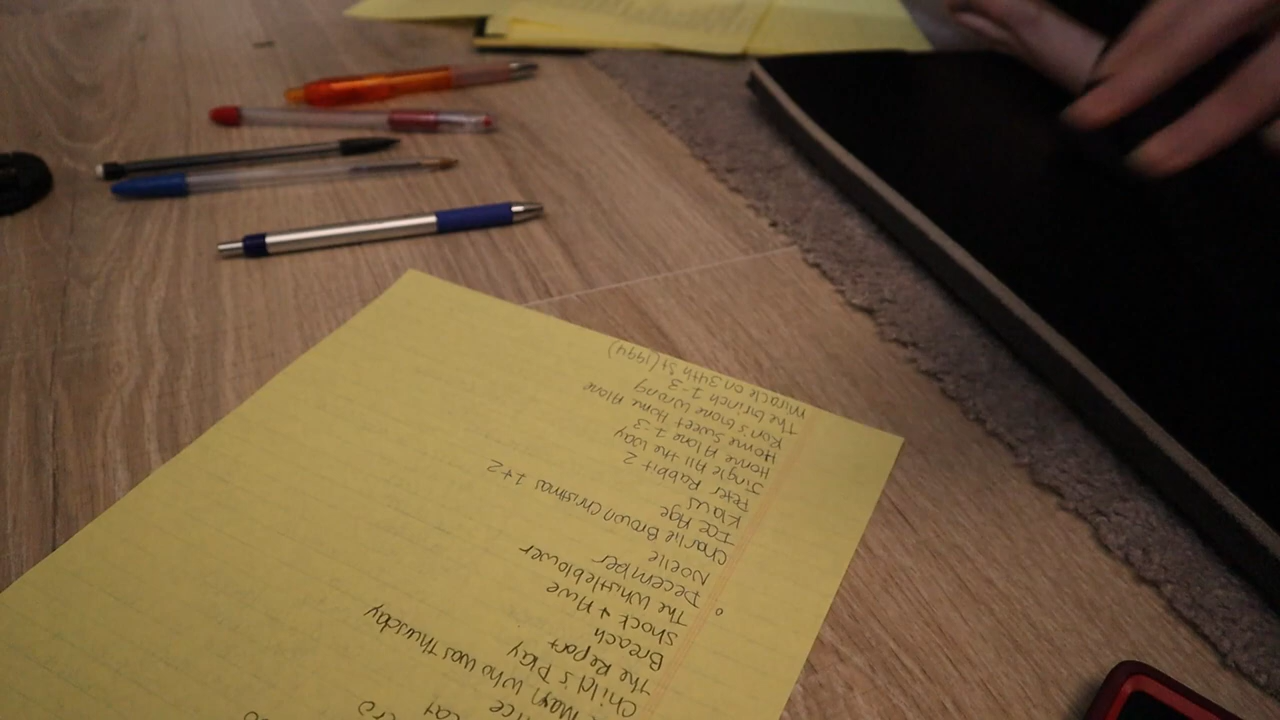 cat
ce
Man who was Thursday
Child's Play
The Report
Breach
Shock + Awe
The Whistleblower
December
Noelle
Charlie Brown Christmas 1+2
Ice Age
Klaus
Peter Rabbit 2
Jingle All the Way
Home Alone 1-3
Home Sweet Home Alone
Ron's Gone Wrong
The Grinch 1-3
Miracle on 34th St (1994)